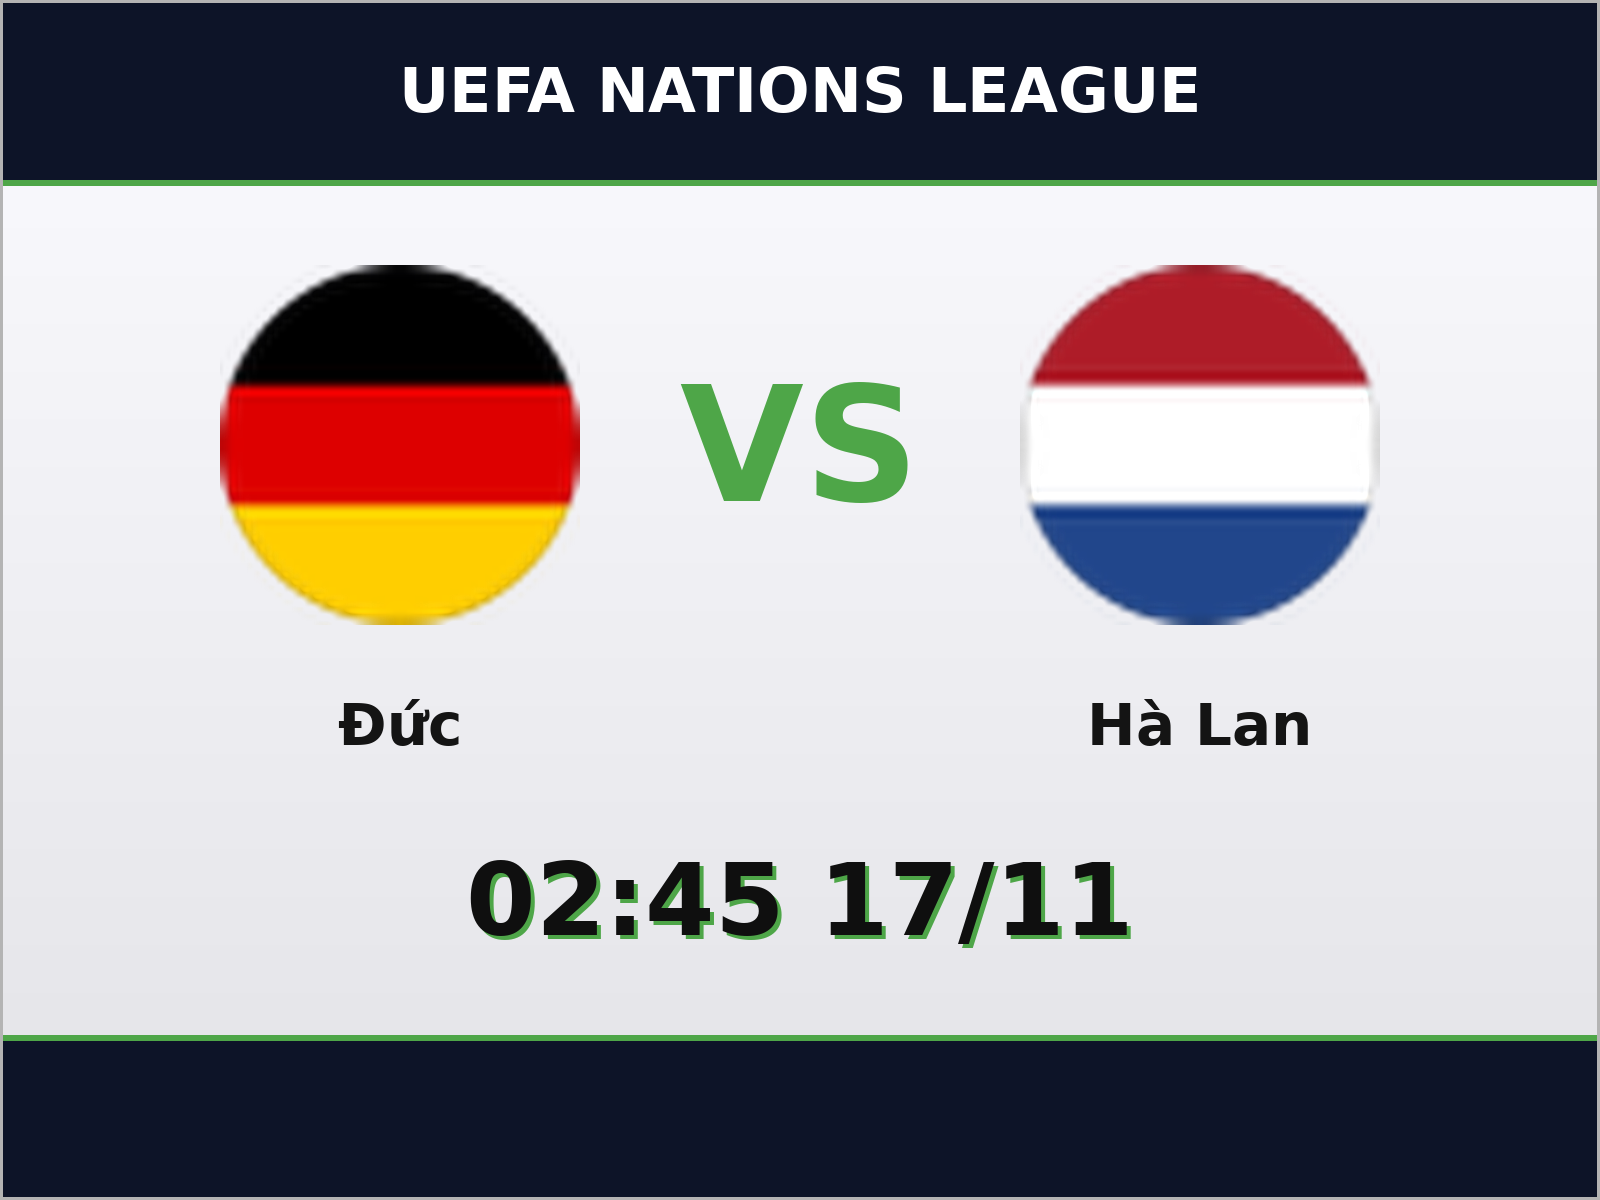 UEFA NATIONS LEAGUE
VS
Đức
Hà Lan
02:45 17/11